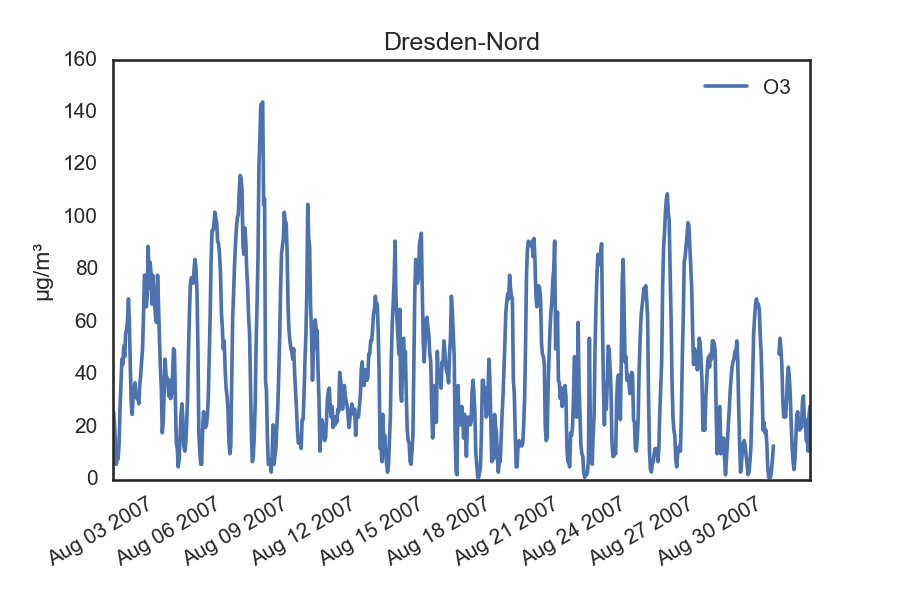 Dresden-Nord
160
140
120
100
80
60
40
20
0
µg/m³
O3
Aug 03 2007
Aug 06 2007
Aug 09 2007
Aug 12 2007
Aug 15 2007
Aug 18 2007
Aug 21 2007
Aug 24 2007
Aug 27 2007
Aug 30 2007